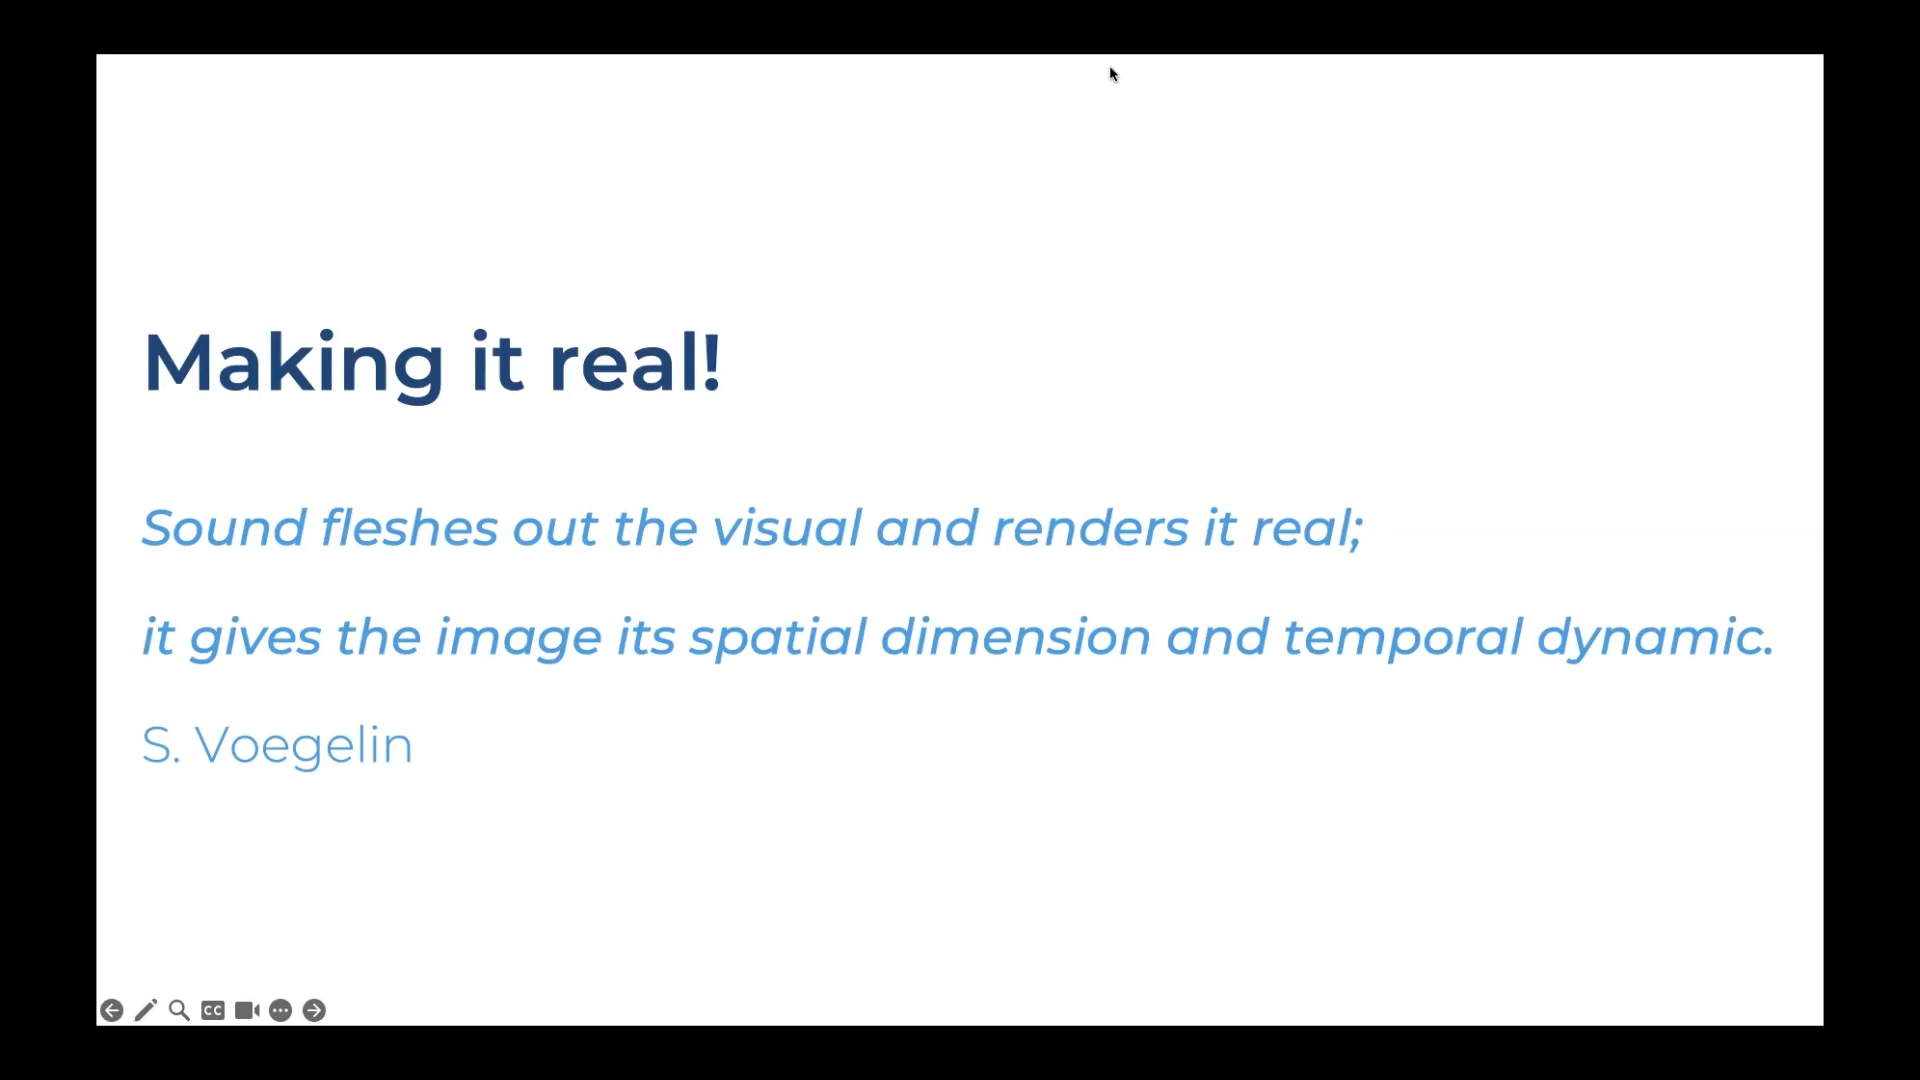 Making it real!
Sound fleshes out the visual and renders it real;
it gives the image its spatial dimension and temporal dynamic.
S. Voegelin
CC